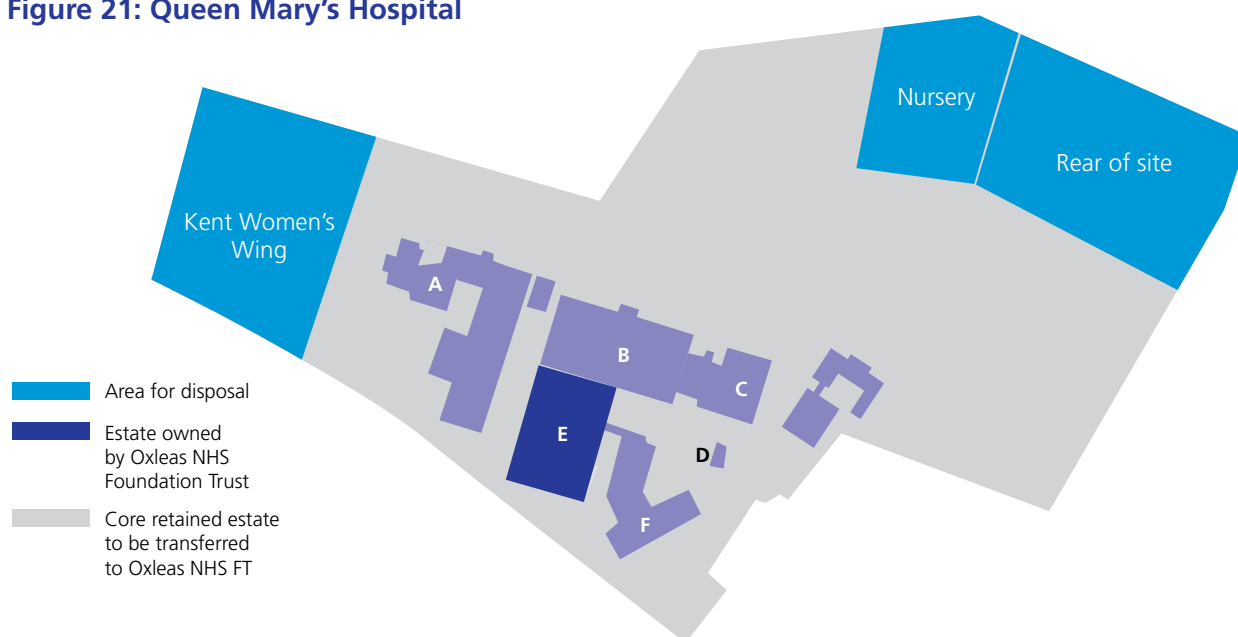 Figure 21: Queen Mary’s Hospital
Nursery
Rear of site
Kent Women’s
Wing
A
B
C
D
E
F
Area for disposal
Estate owned
by Oxleas NHS
Foundation Trust
Core retained estate
to be transferred
to Oxleas NHS FT